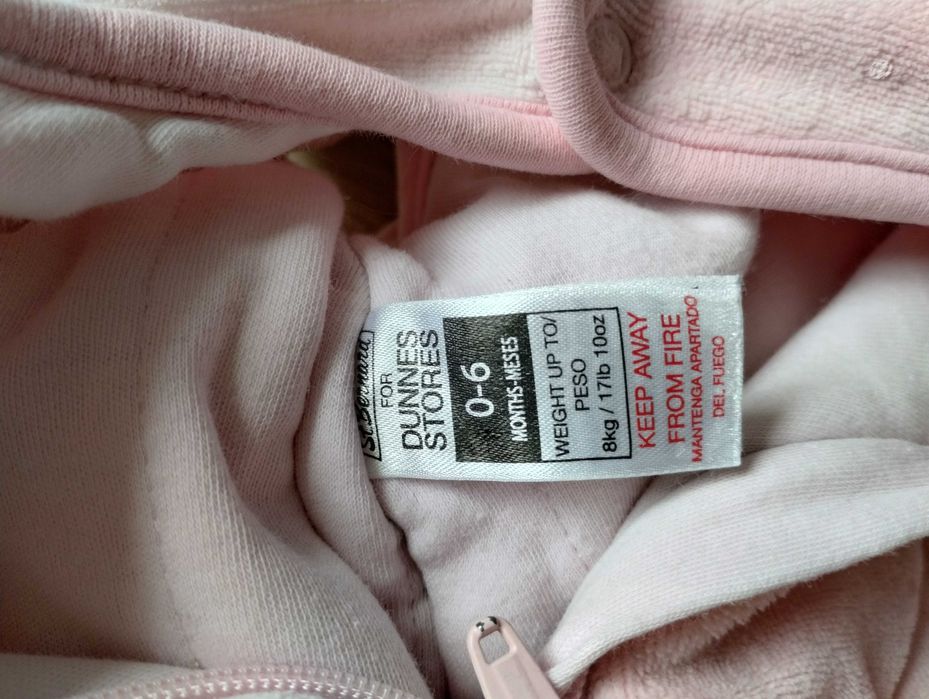 St. Bernard
FOR
DUNNES
STORES
0-6
MONTHS-MESES
WEIGHT UP TO/
PESO
8kg / 17lb 10oz
KEEP AWAY
FROM FIRE
MANTENGA APARTADO
DEL FUEGO